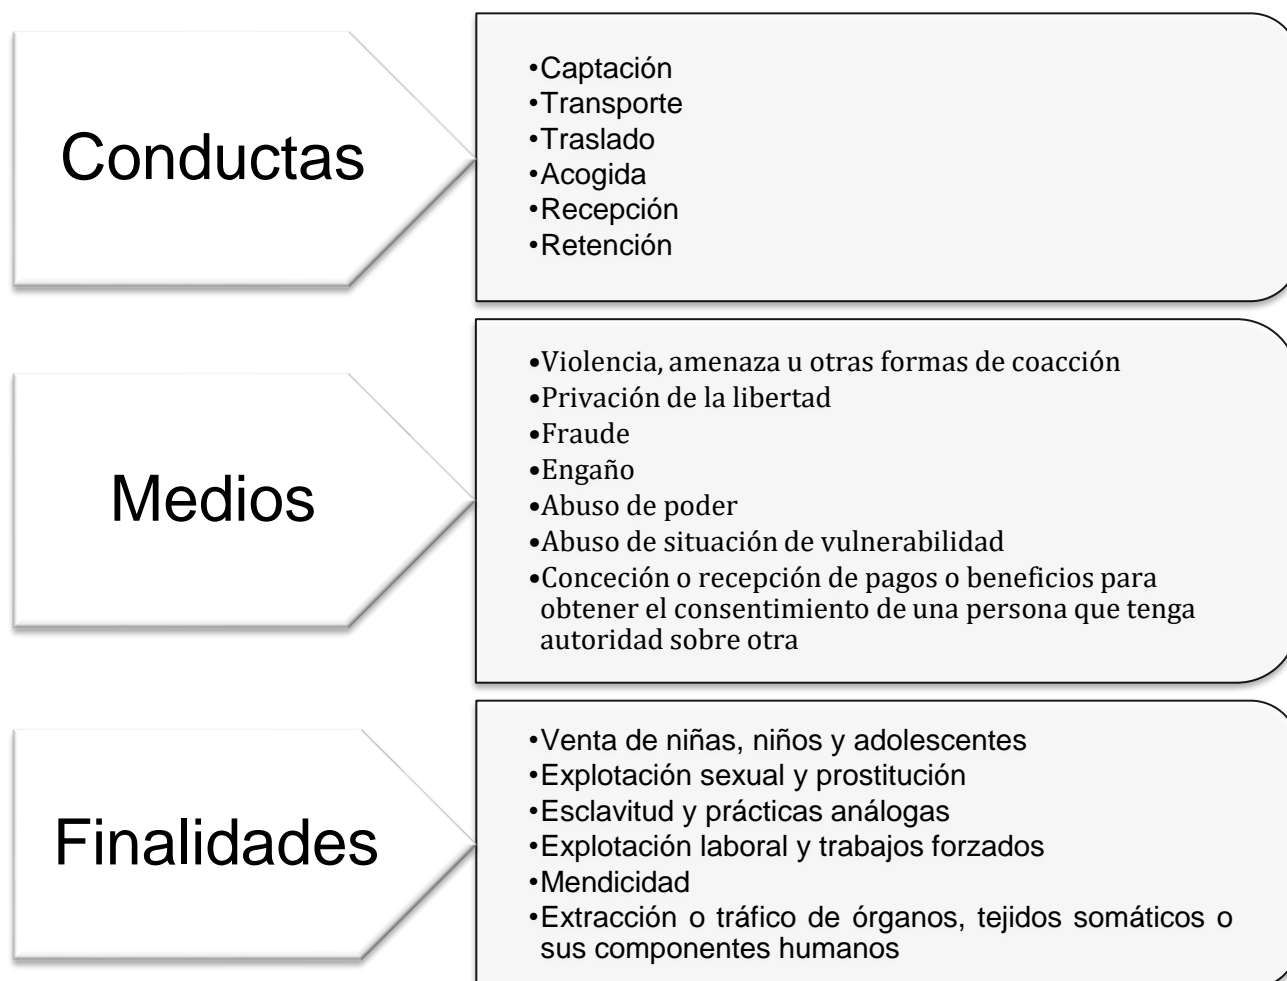 Conductas
•Captación
•Transporte
•Traslado
•Acogida
•Recepción
•Retención
Medios
•Violencia, amenaza u otras formas de coacción
•Privación de la libertad
•Fraude
•Engaño
•Abuso de poder
•Abuso de situación de vulnerabilidad
•Conceción o recepción de pagos o beneficios para
obtener el consentimiento de una persona que tenga
autoridad sobre otra
Finalidades
•Venta de niñas, niños y adolescentes
•Explotación sexual y prostitución
•Esclavitud y prácticas análogas
•Explotación laboral y trabajos forzados
•Mendicidad
•Extracción o tráfico de órganos, tejidos somáticos o
sus componentes humanos